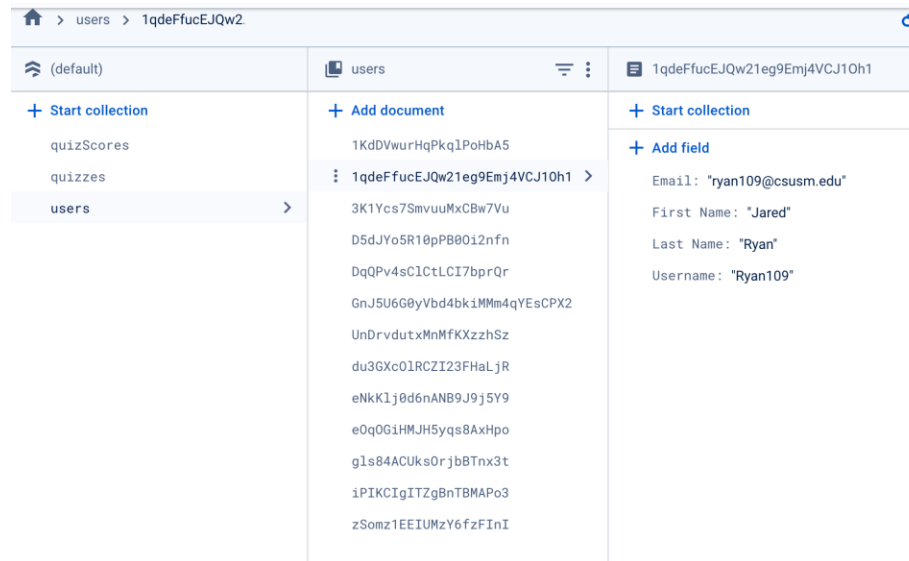 users > 1qdeFfucEJQw2.
(default)
+ Start collection
quizScores
quizzes
users
users
+ Add document
1KdDVwurHqPkqlPoHbA5
1qdeFfucEJQw21eg9Emj4VCJ1Oh1
3K1Ycs7SmvuuMxCBw7Vu
D5dJYo5R10pPB0Oi2nfn
DqQPv4sClCtLCI7bprQr
GnJ5U6G0yVbd4bkiMMm4qYEsCPX2
UnDrvdutxMnMfKXzzhSz
du3GXcOlRCZI23FHaLjR
eNkKlj0d6nANB9J9j5Y9
eOqOGiHMJH5yqs8AxHpo
gls84ACUksOrjbBTnx3t
iPIKCIgITZgBnTBMAPo3
zSomz1EEIUMzY6fzFInI
1qdeFfucEJQw21eg9Emj4VCJ1Oh1
+ Start collection
+ Add field
Email: "ryan109@csusm.edu"
First Name: "Jared"
Last Name: "Ryan"
Username: "Ryan109"